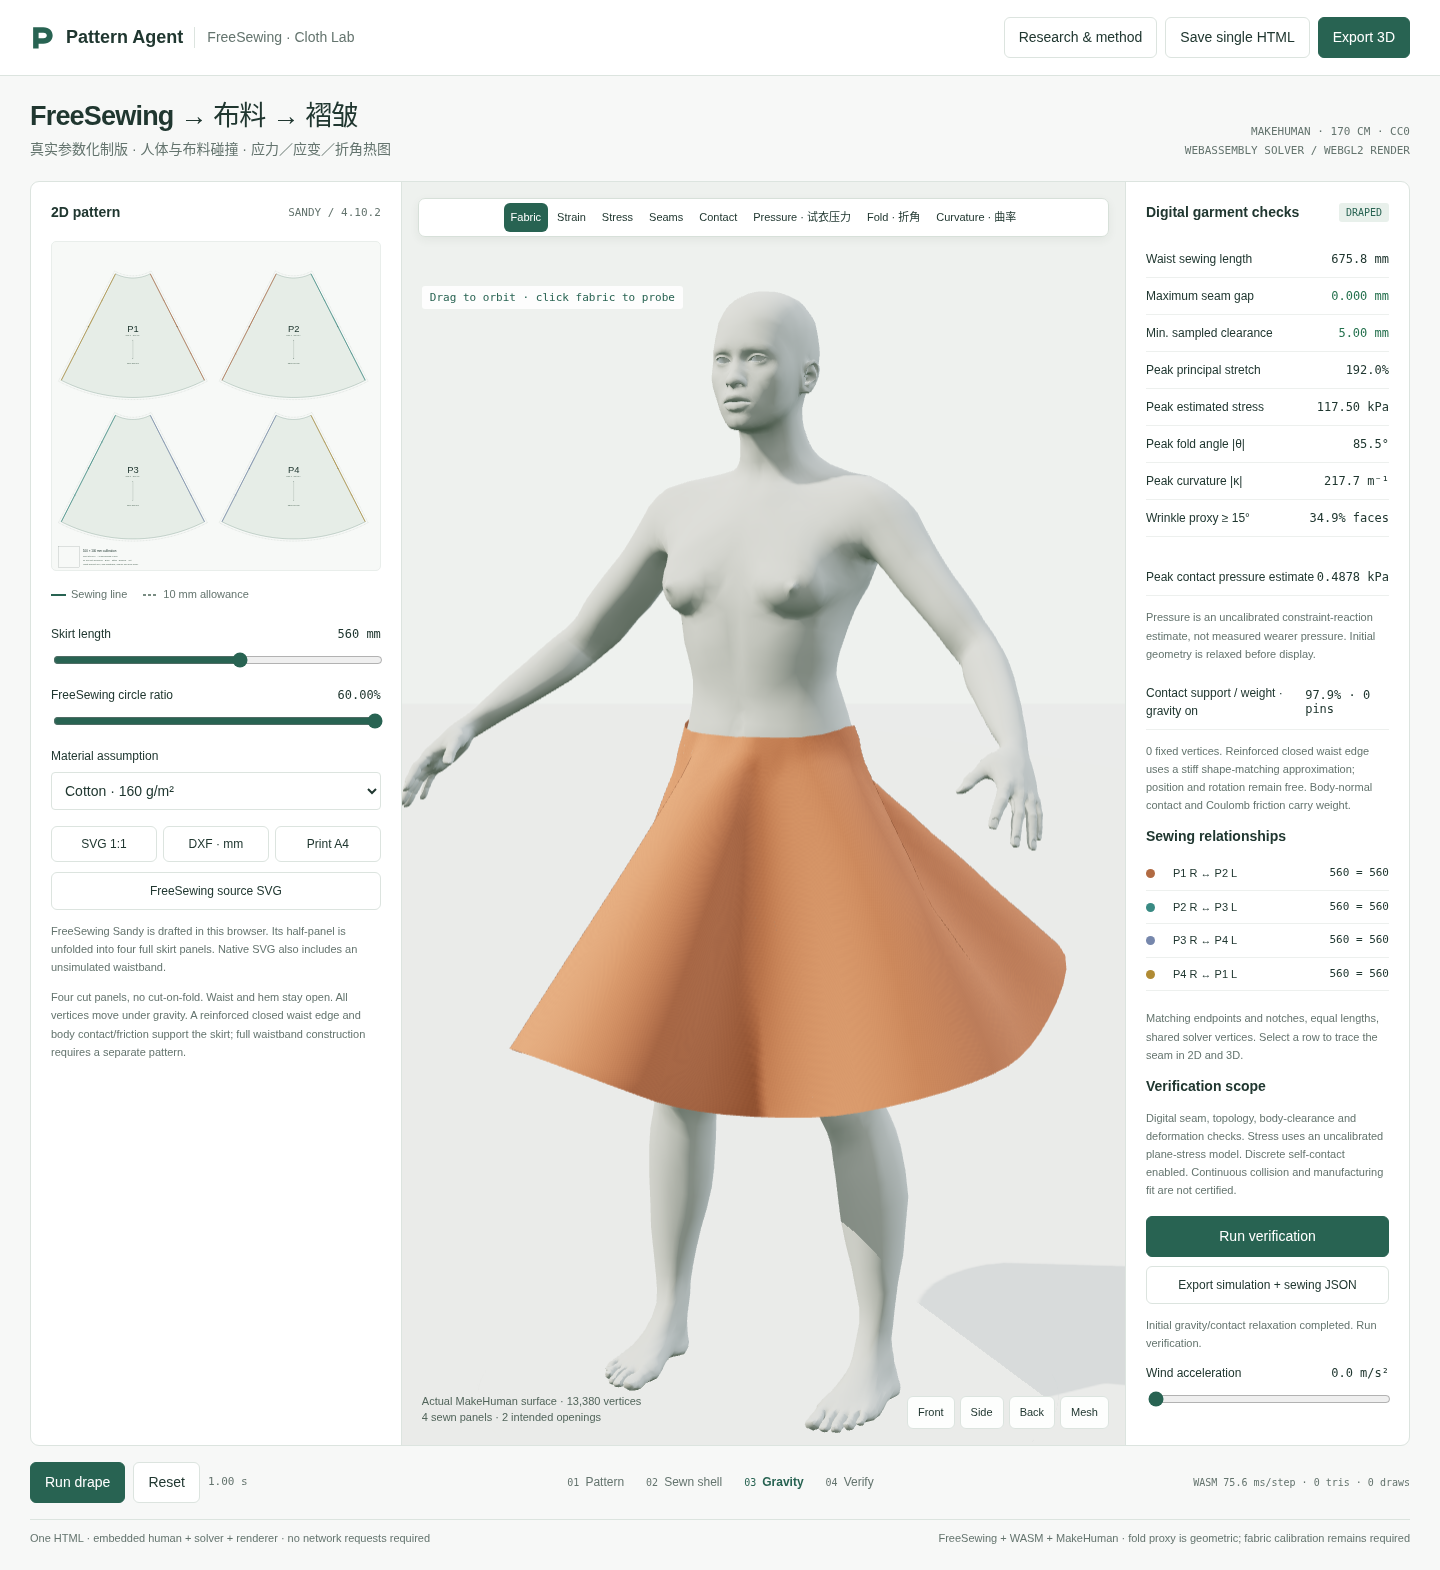 Pattern Agent
FreeSewing · Cloth Lab
Research & method
Save single HTML
Export 3D
FreeSewing → 布料 → 褶皱
真实参数化制版 · 人体与布料碰撞 · 应力／应变／折角热图
MAKEHUMAN · 170 CM · CC0
WEBASSEMBLY SOLVER / WEBGL2 RENDER
2D pattern
SANDY / 4.10.2
P1
P2
P3
P4
Sewing line
10 mm allowance
Skirt length
560 mm
FreeSewing circle ratio
60.00%
Material assumption
Cotton · 160 g/m²
SVG 1:1
DXF · mm
Print A4
FreeSewing source SVG
FreeSewing Sandy is drafted in this browser. Its half-panel is
unfolded into four full skirt panels. Native SVG also includes an
unsimulated waistband.
Four cut panels, no cut-on-fold. Waist and hem stay open. All
vertices move under gravity. A reinforced closed waist edge and
body contact/friction support the skirt; full waistband construction
requires a separate pattern.
Fabric
Strain
Stress
Seams
Contact
Pressure · 试衣压力
Fold · 折角
Curvature · 曲率
Drag to orbit · click fabric to probe
Actual MakeHuman surface · 13,380 vertices
4 sewn panels · 2 intended openings
Front
Side
Back
Mesh
Digital garment checks
DRAPED
Waist sewing length
675.8 mm
Maximum seam gap
0.000 mm
Min. sampled clearance
5.00 mm
Peak principal stretch
192.0%
Peak estimated stress
117.50 kPa
Peak fold angle |θ|
85.5°
Peak curvature |κ|
217.7 m⁻¹
Wrinkle proxy ≥ 15°
34.9% faces
Peak contact pressure estimate
0.4878 kPa
Pressure is an uncalibrated constraint-reaction
estimate, not measured wearer pressure. Initial
geometry is relaxed before display.
Contact support / weight ·
gravity on
97.9% · 0
pins
0 fixed vertices. Reinforced closed waist edge
uses a stiff shape-matching approximation;
position and rotation remain free. Body-normal
contact and Coulomb friction carry weight.
Sewing relationships
P1 R ↔ P2 L
560 = 560
P2 R ↔ P3 L
560 = 560
P3 R ↔ P4 L
560 = 560
P4 R ↔ P1 L
560 = 560
Matching endpoints and notches, equal lengths,
shared solver vertices. Select a row to trace the
seam in 2D and 3D.
Verification scope
Digital seam, topology, body-clearance and
deformation checks. Stress uses an uncalibrated
plane-stress model. Discrete self-contact
enabled. Continuous collision and manufacturing
fit are not certified.
Run verification
Export simulation + sewing JSON
Initial gravity/contact relaxation completed. Run
verification.
Wind acceleration
0.0 m/s²
Run drape
Reset
1.00 s
01 Pattern
02 Sewn shell
03 Gravity
04 Verify
WASM 75.6 ms/step · 0 tris · 0 draws
One HTML · embedded human + solver + renderer · no network requests required
FreeSewing + WASM + MakeHuman · fold proxy is geometric; fabric calibration remains required